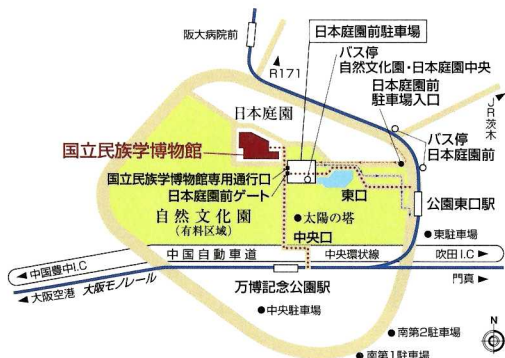 阪大病院前
日本庭園前駐車場
R171
バス停
自然文化園・日本庭園中央
日本庭園前
駐車場入口
JR茨木
日本庭園
バス停
日本庭園前
国立民族学博物館
国立民族学博物館専用通行口
日本庭園前ゲート
東口
自然文化園
(有料区域)
太陽の塔
公園東口駅
中央口
東駐車場
中国自動車道
中央環状線
吹田I.C
中国豊中I.C
大阪空港
大阪モノレール
門真
万博記念公園駅
中央駐車場
南第2駐車場
南第1駐車場
N